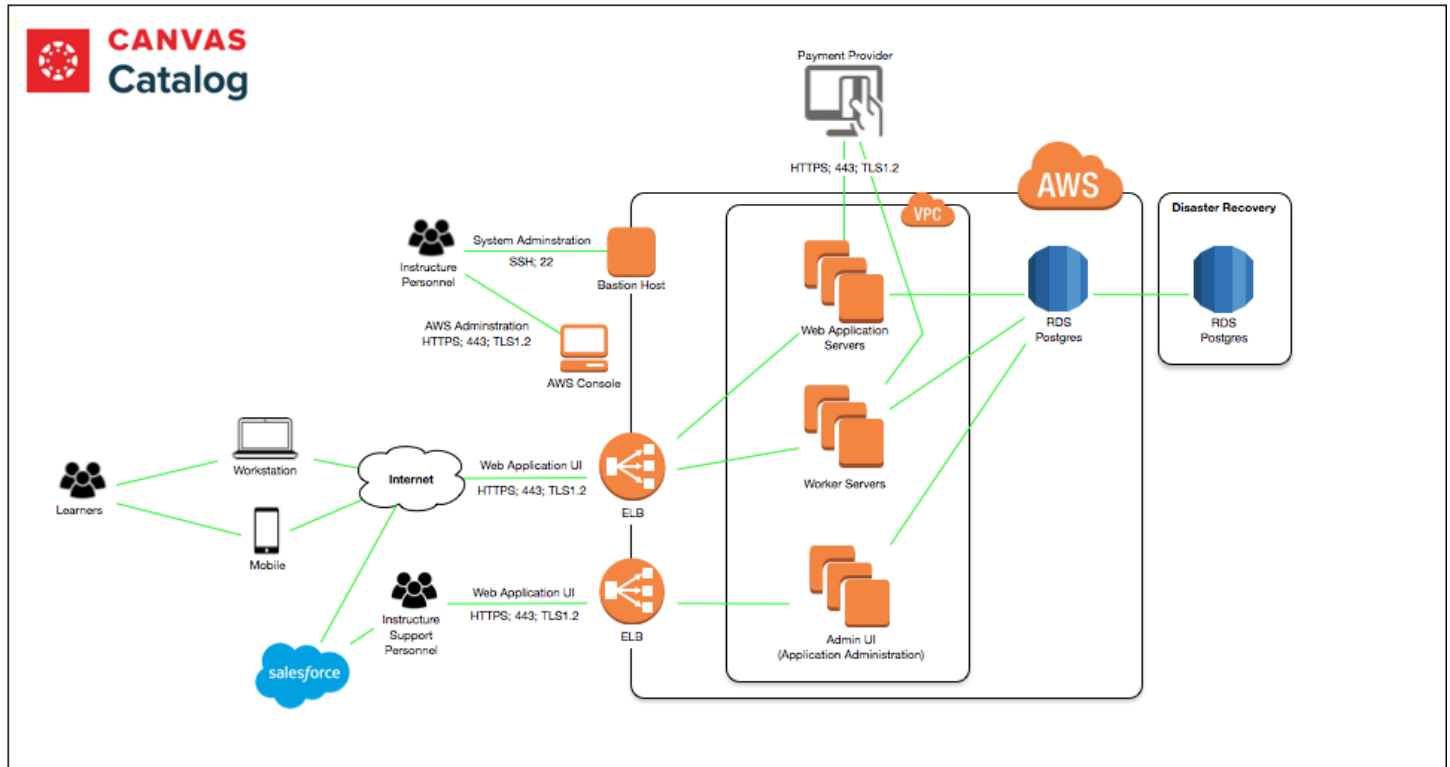 CANVAS
Catalog
Payment Provider
HTTPS; 443; TLS1.2
AWS
VPC
Disaster Recovery
System Adminstration
SSH; 22
Instructure
Personnel
Bastion Host
AWS Adminstration
HTTPS; 443; TLS1.2
AWS Console
Web Application
Servers
RDS
Postgres
RDS
Postgres
Workstation
Learners
Mobile
Internet
Web Application UI
HTTPS; 443; TLS1.2
ELB
Worker Servers
Instructure
Support
Personnel
Web Application UI
HTTPS; 443; TLS1.2
ELB
Admin UI
(Application Administration)
salesforce